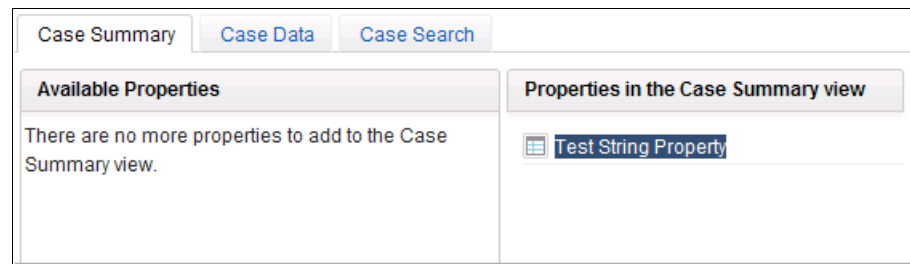 Case Summary Case Data Case Search
Available Properties
There are no more properties to add to the Case
Summary view.
Properties in the Case Summary view
Test String Property